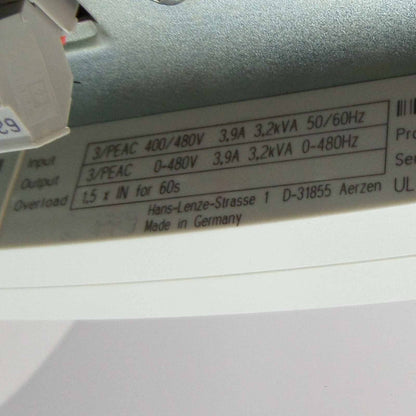 Input 3/PEAC 400/480V 3,9A 3,2kVA 50/60Hz
Output 3/PEAC 0-480V 3,9A 3,2kVA 0-480Hz
Overload 1,5 x IN for 60s
Hans-Lenze-Strasse 1 D-31855 Aerzen
Made in Germany
Pro
Se
UL